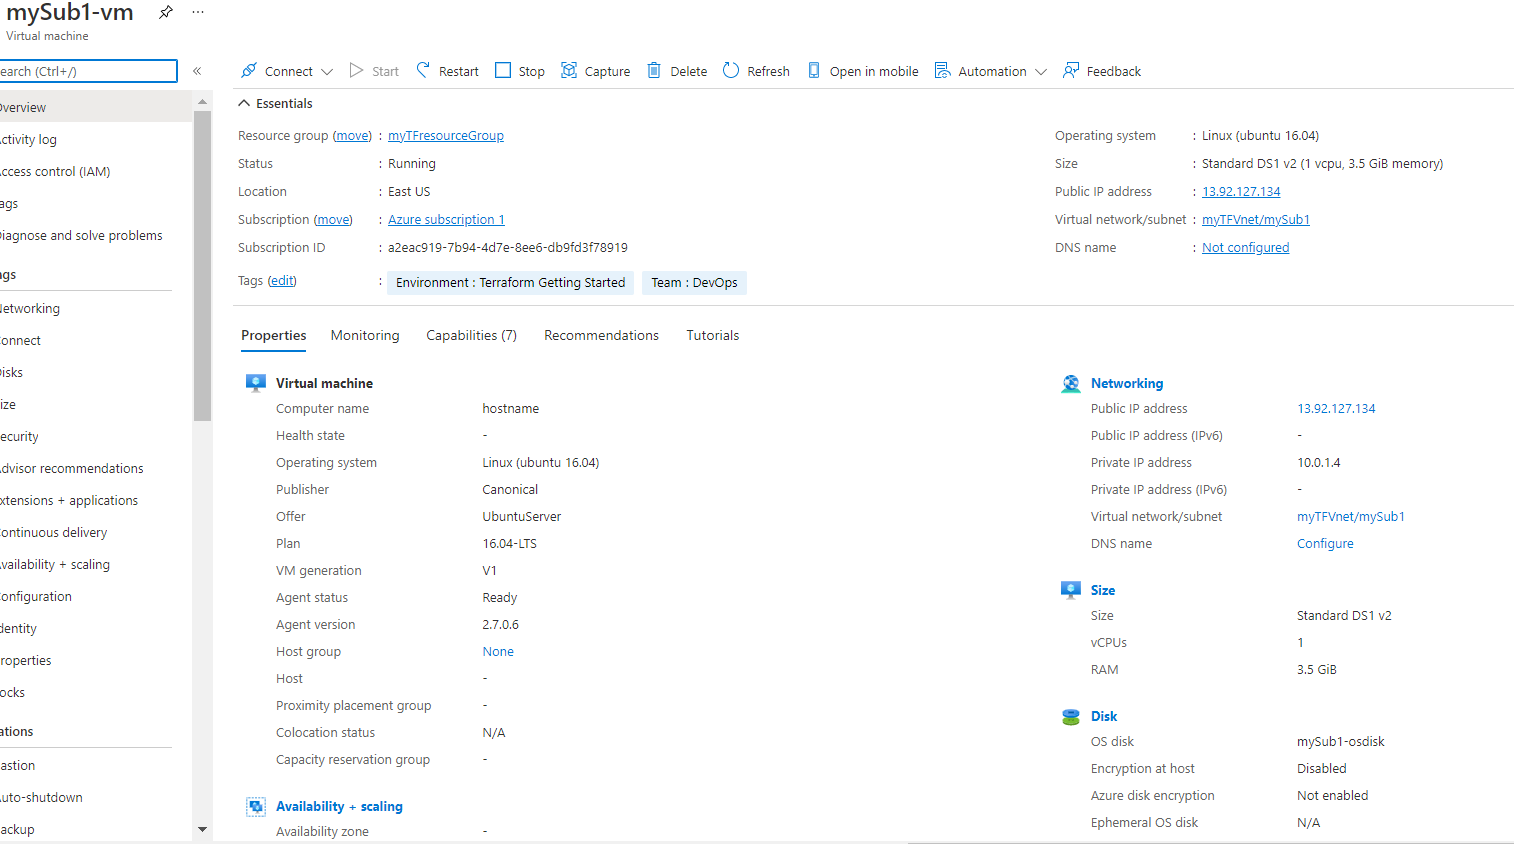 mySub1-vm ...
Virtual machine
earch (Ctrl+/) «
Connect Start Restart Stop Capture Delete Refresh Open in mobile Automation Feedback
verview
ctivity log
ccess control (IAM)
ags
iagnose and solve problems
ngs
etworking
onnect
isks
ize
ecurity
dvisor recommendations
xtensions + applications
ontinuous delivery
vailability + scaling
onfiguration
dentity
roperties
ocks
ations
astion
uto-shutdown
ackup
Essentials
Resource group (move) : myTFresourceGroup
Status : Running
Location : East US
Subscription (move) : Azure subscription 1
Subscription ID : a2eac919-7b94-4d7e-8ee6-db9fd3f78919
Tags (edit) : Environment : Terraform Getting Started Team : DevOps
Operating system : Linux (ubuntu 16.04)
Size : Standard DS1 v2 (1 vcpu, 3.5 GiB memory)
Public IP address : 13.92.127.134
Virtual network/subnet : myTFVnet/mySub1
DNS name : Not configured
Properties Monitoring Capabilities (7) Recommendations Tutorials
Virtual machine
Computer name hostname
Health state -
Operating system Linux (ubuntu 16.04)
Publisher Canonical
Offer UbuntuServer
Plan 16.04-LTS
VM generation V1
Agent status Ready
Agent version 2.7.0.6
Host group None
Host -
Proximity placement group -
Colocation status N/A
Capacity reservation group -
Availability + scaling
Availability zone -
Networking
Public IP address 13.92.127.134
Public IP address (IPv6) -
Private IP address 10.0.1.4
Private IP address (IPv6) -
Virtual network/subnet myTFVnet/mySub1
DNS name Configure
Size
Size Standard DS1 v2
vCPUs 1
RAM 3.5 GiB
Disk
OS disk mySub1-osdisk
Encryption at host Disabled
Azure disk encryption Not enabled
Ephemeral OS disk N/A